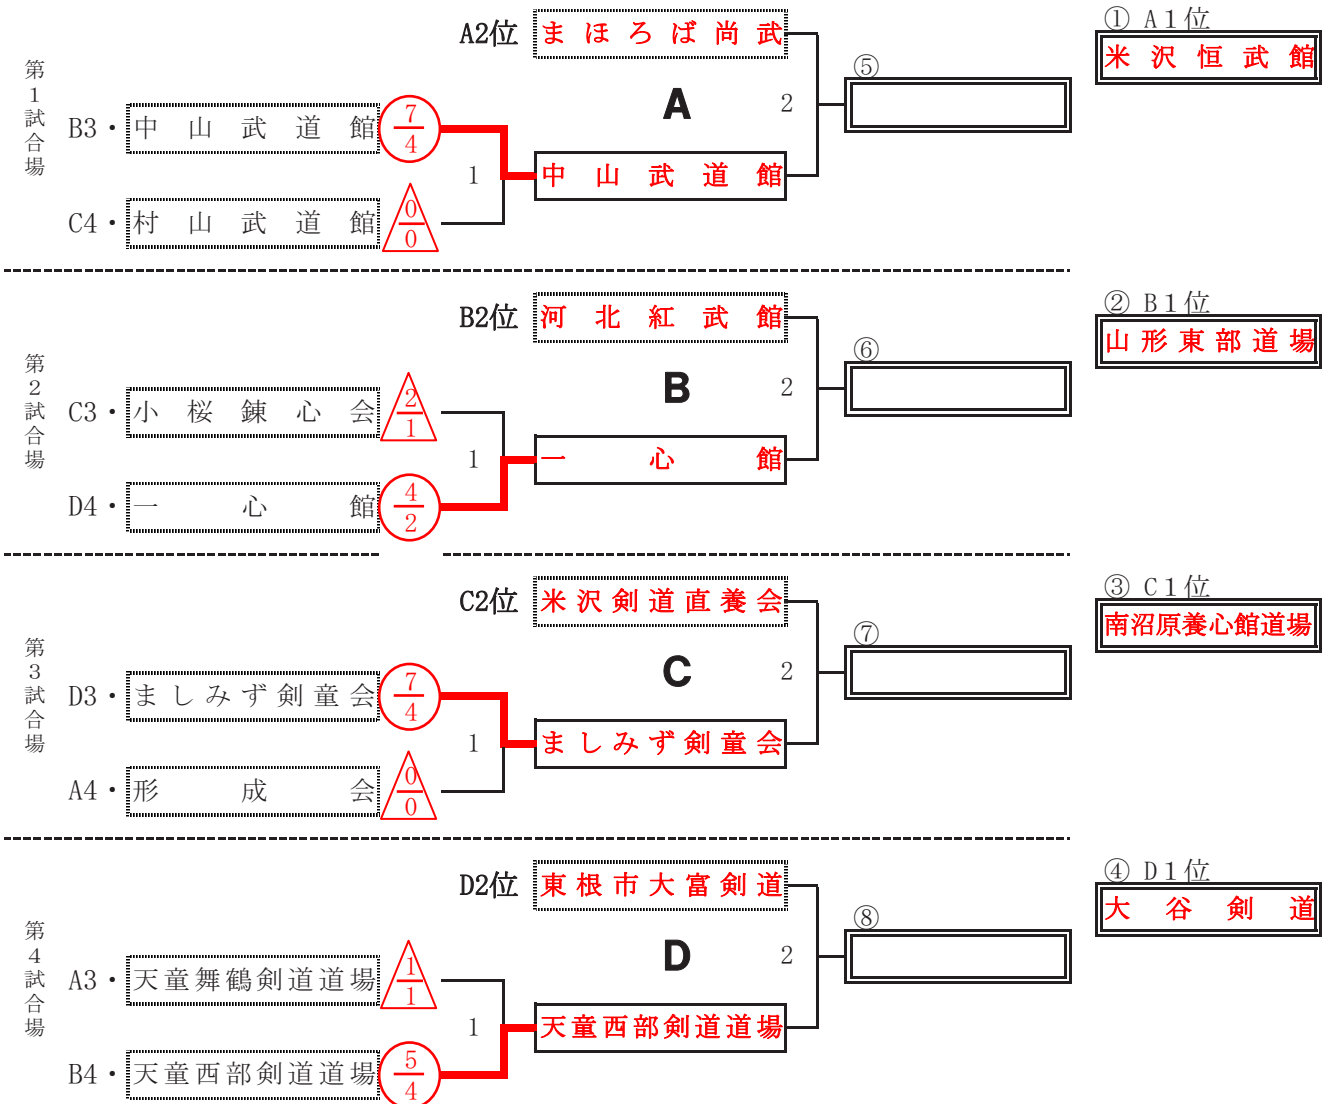 第1試合場
A2位 まほろば尚武
① A1位
米沢恒武館
⑤
A
2
B3・ 中山武道館 7/4
1
中山武道館
C4・ 村山武道館 0/0
第2試合場
B2位 河北紅武館
② B1位
山形東部道場
⑥
B
2
C3・ 小桜錬心会 2/1
1
一心館
D4・ 一心館 4/2
第3試合場
C2位 米沢剣道直養会
③ C1位
南沼原養心館道場
⑦
C
2
D3・ ましみず剣童会 7/4
1
ましみず剣童会
A4・ 形成会 0/0
第4試合場
D2位 東根市大富剣道
④ D1位
大谷剣道
⑧
D
2
A3・ 天童舞鶴剣道道場 1/1
1
天童西部剣道道場
B4・ 天童西部剣道道場 5/4